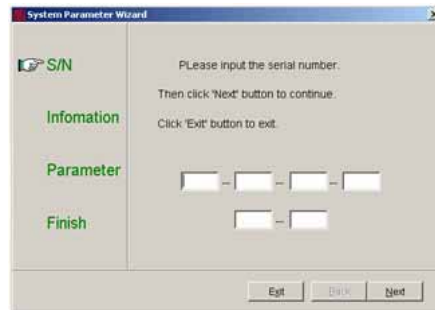 System Parameter Wizard
S/N
PLease input the serial number.
Then click 'Next' button to continue.
Infomation
Click 'Exit' button to exit.
Parameter
-- -- --
Finish
--
Exit Back Next